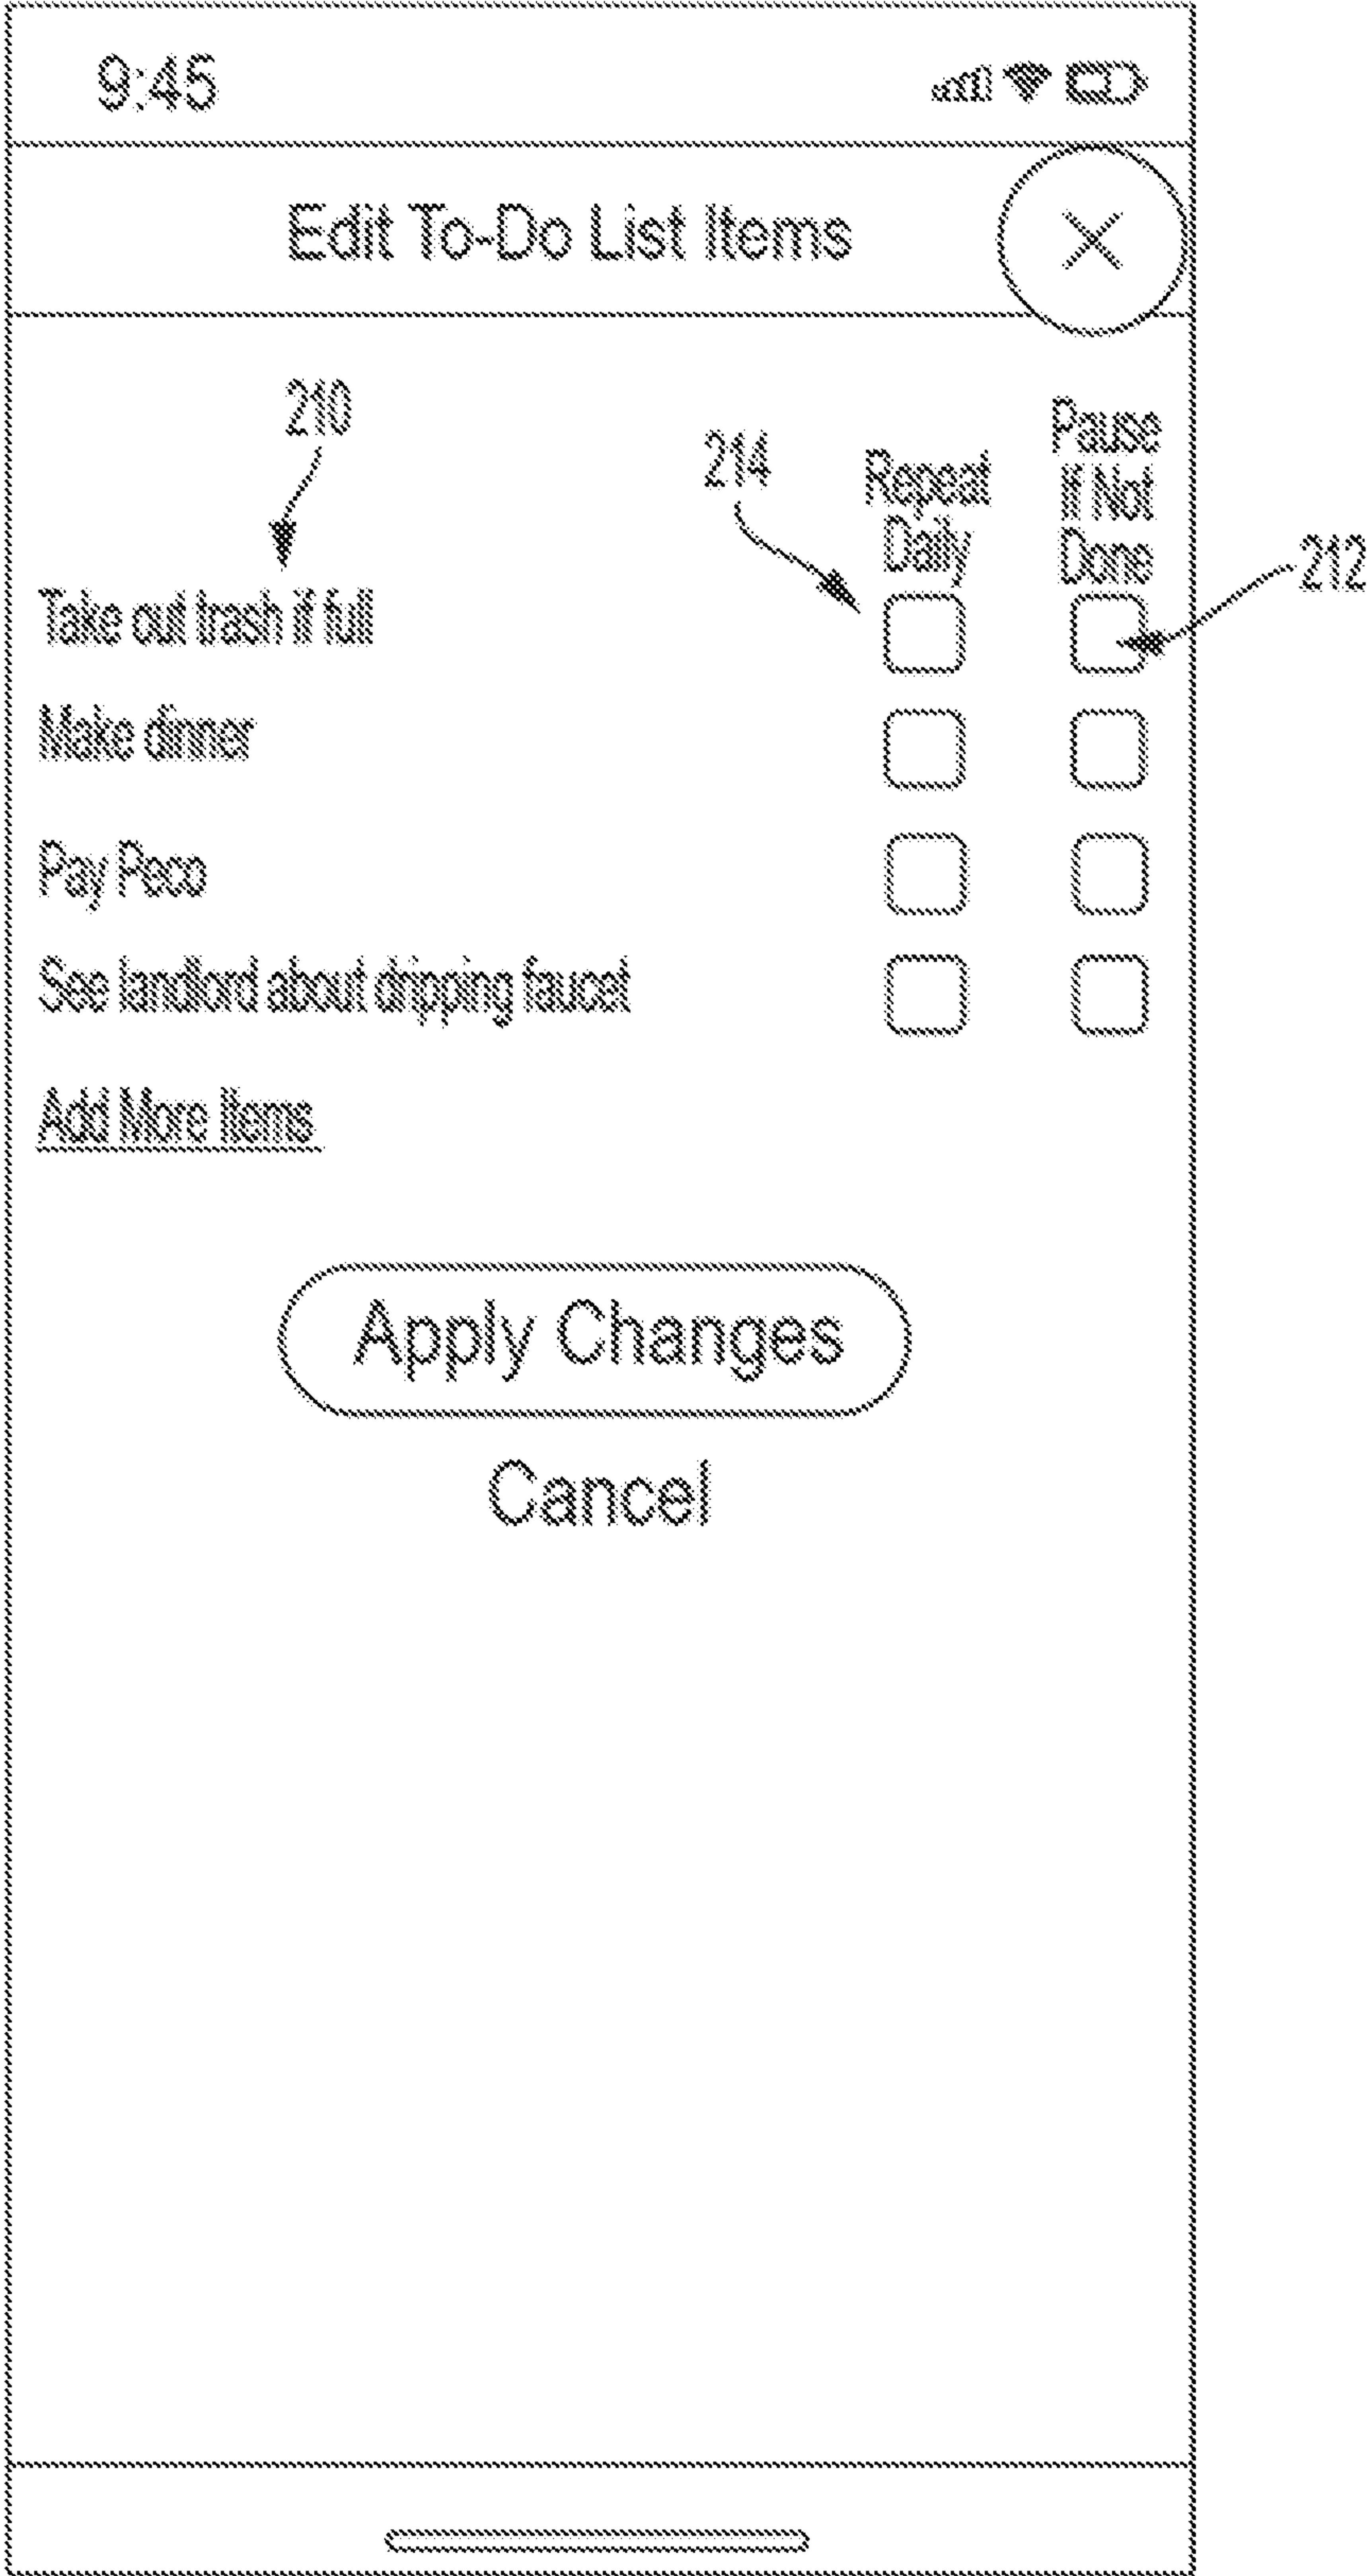 9:45
Edit To-Do List Items
210
214
Repeat
Daily
Pause
If Not
Done
212
Take out trash if full
Make dinner
Pay Peco
See landlord about dripping faucet
Add More Items
Apply Changes
Cancel